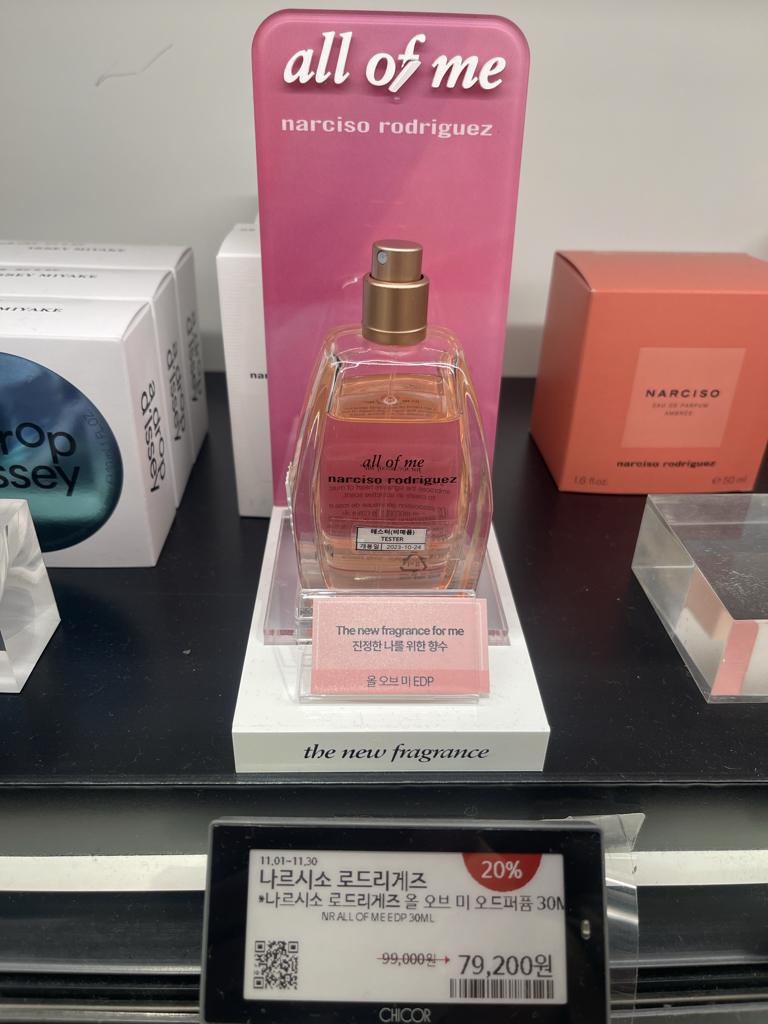 all of me
narciso rodriguez
ISSEY MIYAKE
MIYAKE
a drop
d'issey
drop
ssey
NARCISO
EAU DE PARFUM
AMBRÉE
narciso rodriguez
1.6 fl.oz.
e 50 ml
all of me
narciso rodriguez
테스터(비매품)
TESTER
개봉일 2023-10-24
The new fragrance for me
진정한 나를 위한 향수
올 오브 미 EDP
the new fragrance
11.01~11.30
20%
나르시소 로드리게즈
*나르시소 로드리게즈 올 오브 미 오드퍼퓸 30M
NR ALL OF ME EDP 30ML
99,000원
79,200원
CHICOR